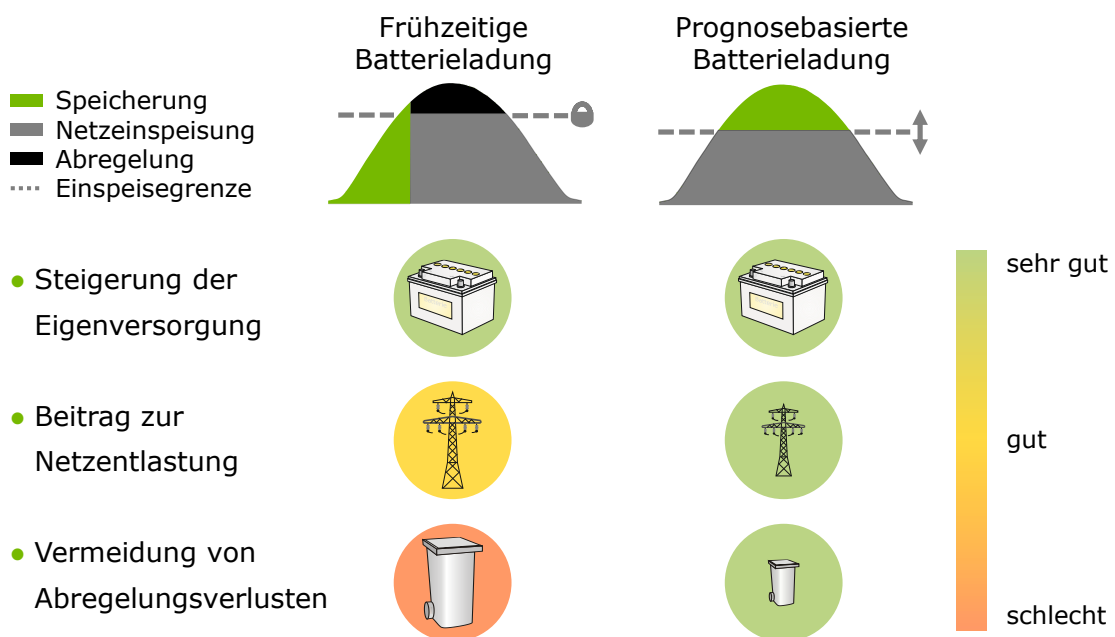 Frühzeitige
Batterieladung
Prognosebasierte
Batterieladung
Speicherung
Netzeinspeisung
Abregelung
Einspeisegrenze
Steigerung der
Eigenversorgung
Beitrag zur
Netzentlastung
Vermeidung von
Abregelungsverlusten
sehr gut
gut
schlecht